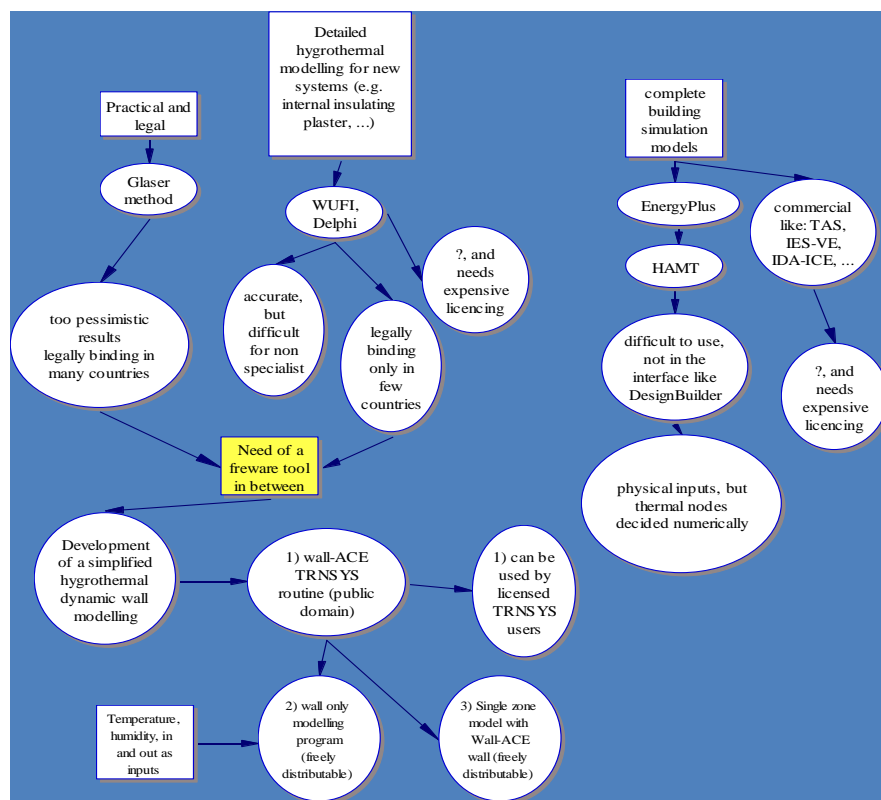 Practical and
legal
Glaser
method
too pessimistic
results
legally binding in
many countries
Detailed
hygrothermal
modelling for new
systems (e.g.
internal insulating
plaster, ...)
WUFI,
Delphi
accurate,
but
difficult
for non
specialist
legally
binding
only in
few
countries
?, and
needs
expensive
licencing
complete
building
simulation
models
EnergyPlus
HAMT
difficult to use,
not in the
interface like
DesignBuilder
physical inputs, but
thermal nodes
decided numerically
commercial
like: TAS,
IES-VE,
IDA-ICE, ...
?, and
needs
expensive
licencing
Need of a
freware tool
in between
Development
of a simplified
hygrothermal
dynamic wall
modelling
1) wall-ACE
TRNSYS
routine (public
domain)
1) can be
used by
licensed
TRNSYS
users
Temperature,
humidity, in
and out as
inputs
2) wall only
modelling
program
(freely
distributable)
3) Single zone
model with
Wall-ACE
wall (freely
distributable)